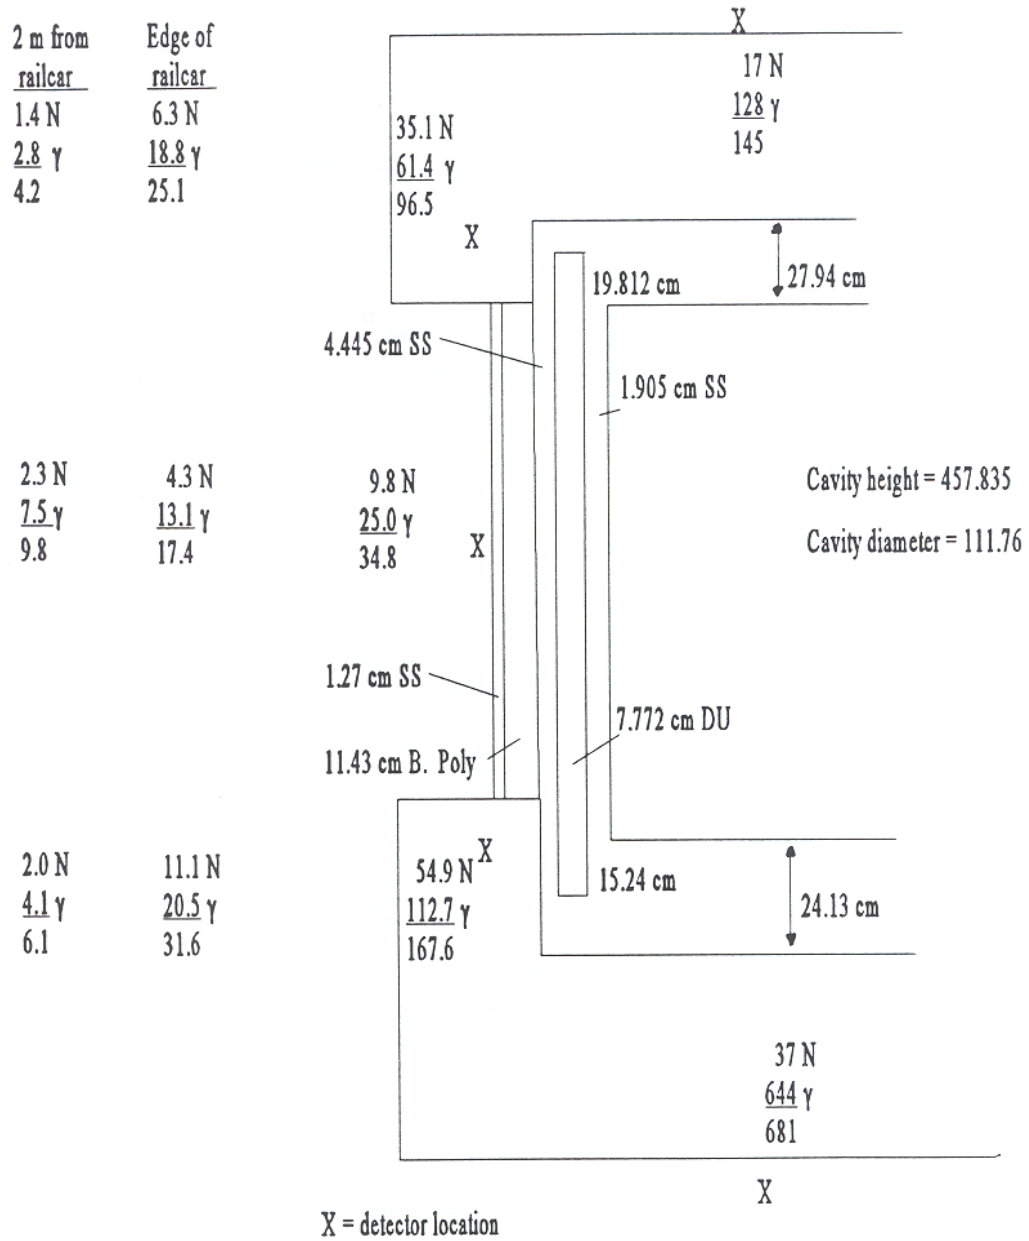 X
2 m from Edge of
railcar railcar
1.4 N 6.3 N
2.8 γ 18.8 γ
4.2 25.1
17 N
128 γ
145
35.1 N
61.4 γ
96.5
X
19.812 cm
27.94 cm
4.445 cm SS
1.905 cm SS
2.3 N 4.3 N
7.5 γ 13.1 γ
9.8 17.4
9.8 N
25.0 γ
34.8
X
Cavity height = 457.835
Cavity diameter = 111.76
1.27 cm SS
7.772 cm DU
11.43 cm B. Poly
2.0 N 11.1 N
4.1 γ 20.5 γ
6.1 31.6
X
54.9 N
112.7 γ
167.6
15.24 cm
24.13 cm
37 N
644 γ
681
X
X = detector location